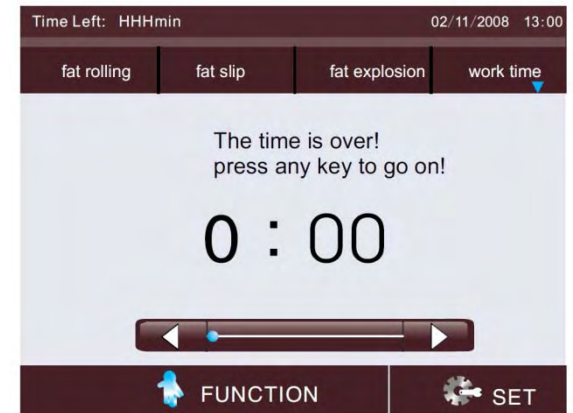 Time Left: HHHmin 02/11/2008 13:00
fat rolling fat slip fat explosion work time
The time is over!
press any key to go on!
0 : 00
FUNCTION SET